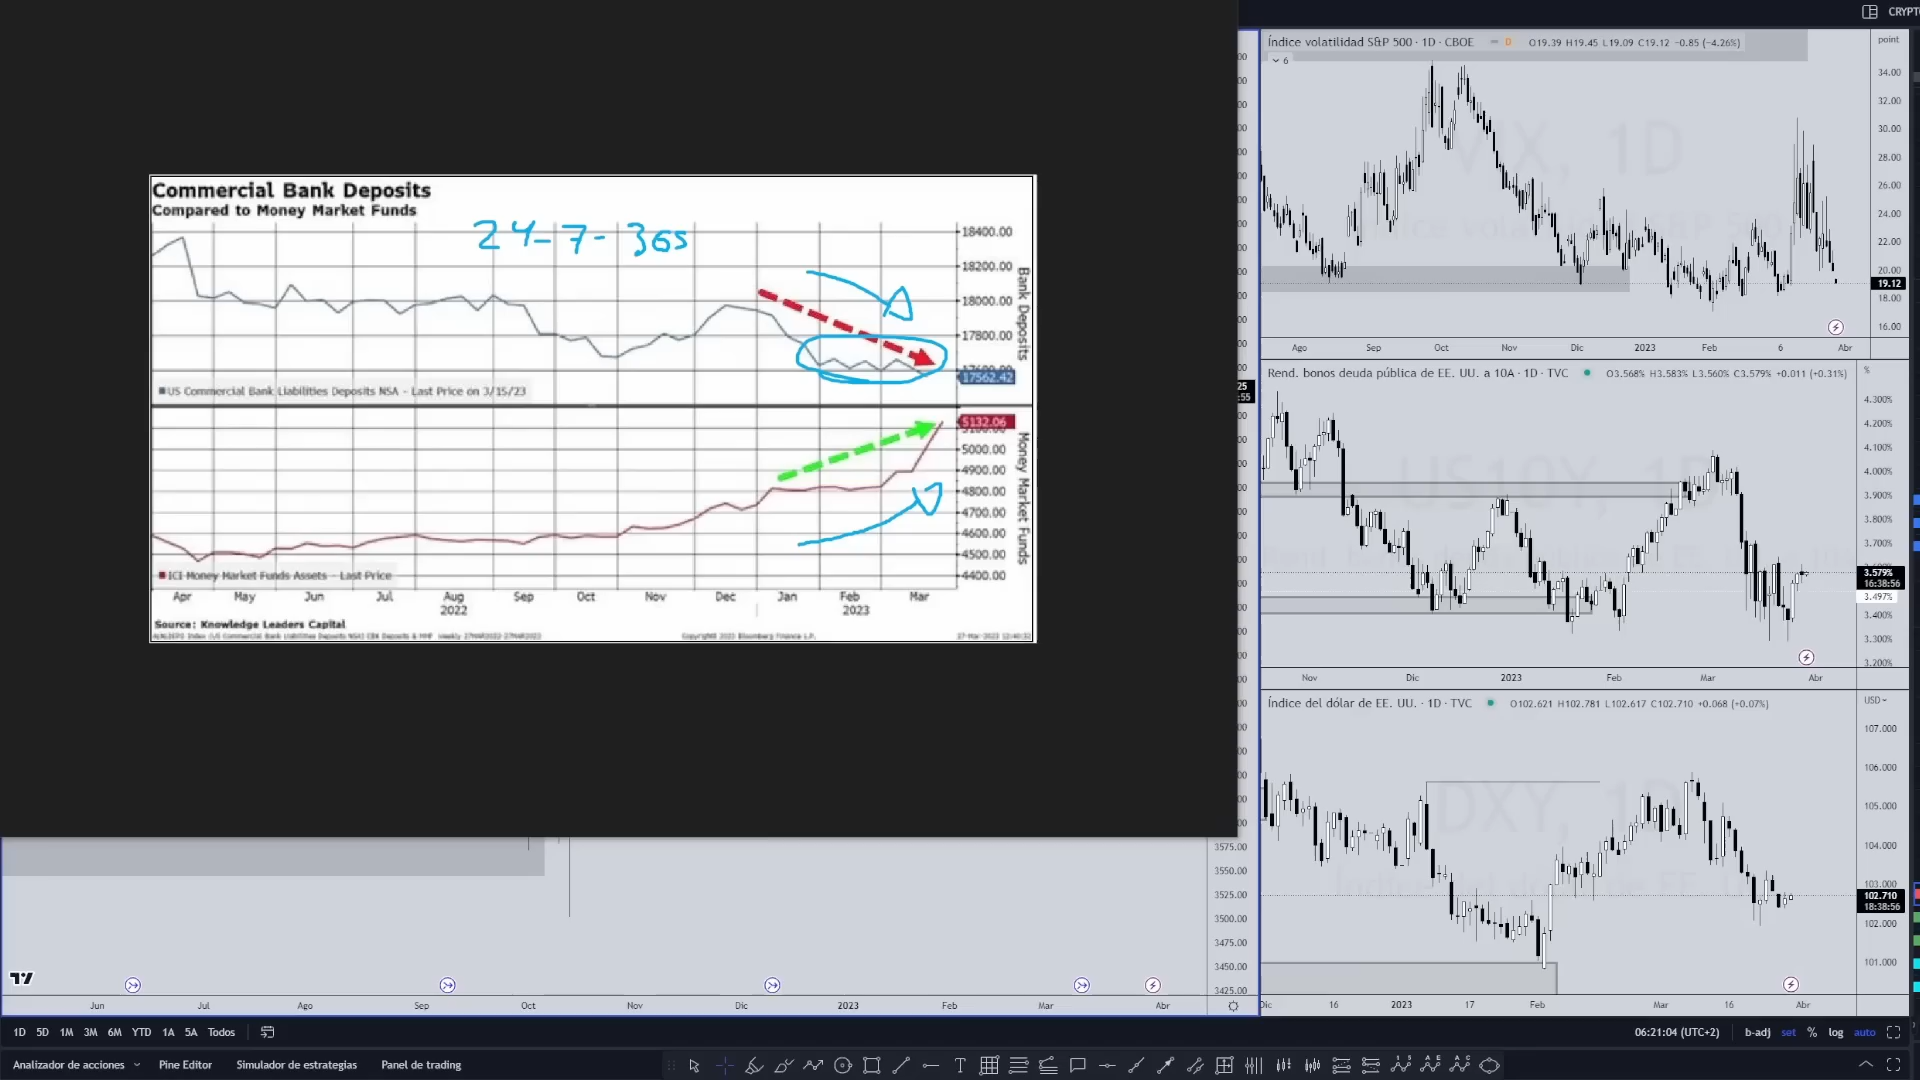 CRYPT
Commercial Bank Deposits
Compared to Money Market Funds
24-7-365
18400.00
18200.00
18000.00
17800.00
17562.42
Bank Deposits
US Commercial Bank Liabilities Deposits NSA - Last Price on 3/15/23
5132.06
5000.00
4900.00
4800.00
4700.00
4600.00
4500.00
4400.00
Money Market Funds
ICI Money Market Funds Assets - Last Price
Apr May Jun Jul Aug Sep Oct Nov Dec Jan Feb Mar
2022 2023
Source: Knowledge Leaders Capital
Índice volatilidad S&P 500 · 1D · CBOE O19.39 H19.45 L19.09 C19.12 −0.85 (−4.26%)
6
point
34.00
32.00
30.00
28.00
26.00
24.00
22.00
20.00
19.12
18.00
16.00
VIX, 1D
Ago Sep Oct Nov Dic 2023 Feb 6 Abr
Rend. bonos deuda pública de EE. UU. a 10A · 1D · TVC O3.568% H3.583% L3.560% C3.579% +0.011 (+0.31%)
%
4.300%
4.200%
4.100%
4.000%
3.900%
3.800%
3.700%
3.579%
16:38:56
3.497%
3.400%
3.300%
3.200%
US10Y, 1D
Nov Dic 2023 Feb Mar Abr
Índice del dólar de EE. UU. · 1D · TVC O102.621 H102.781 L102.617 C102.710 +0.068 (+0.07%)
USD
107.000
106.000
105.000
104.000
103.000
102.710
18:38:56
102.000
101.000
DXY, 1D
Dic 16 2023 17 Feb Mar 16 Abr
3575.00
3550.00
3525.00
3500.00
3475.00
3450.00
3425.00
Jun Jul Ago Sep Oct Nov Dic 2023 Feb Mar Abr
1D 5D 1M 3M 6M YTD 1A 5A Todos
06:21:04 (UTC+2) b-adj set % log auto
Analizador de acciones Pine Editor Simulador de estrategias Panel de trading